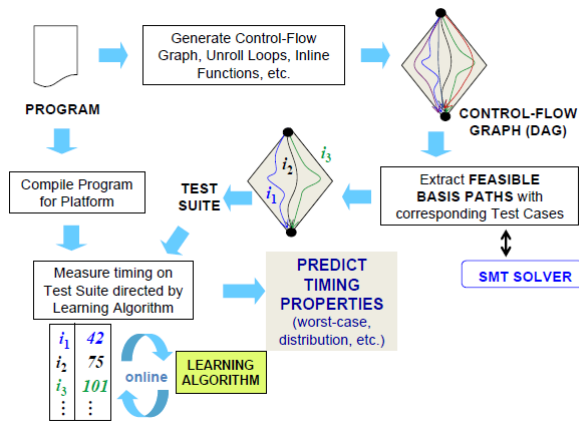 Generate Control-Flow
Graph, Unroll Loops, Inline
Functions, etc.
PROGRAM
CONTROL-FLOW
GRAPH (DAG)
Compile Program
for Platform
TEST
SUITE
i1
i2
i3
Extract FEASIBLE
BASIS PATHS with
corresponding Test Cases
SMT SOLVER
Measure timing on
Test Suite directed by
Learning Algorithm
PREDICT
TIMING
PROPERTIES
(worst-case,
distribution, etc.)
i1 42
i2 75
i3 101
⋮ ⋮
online
LEARNING
ALGORITHM